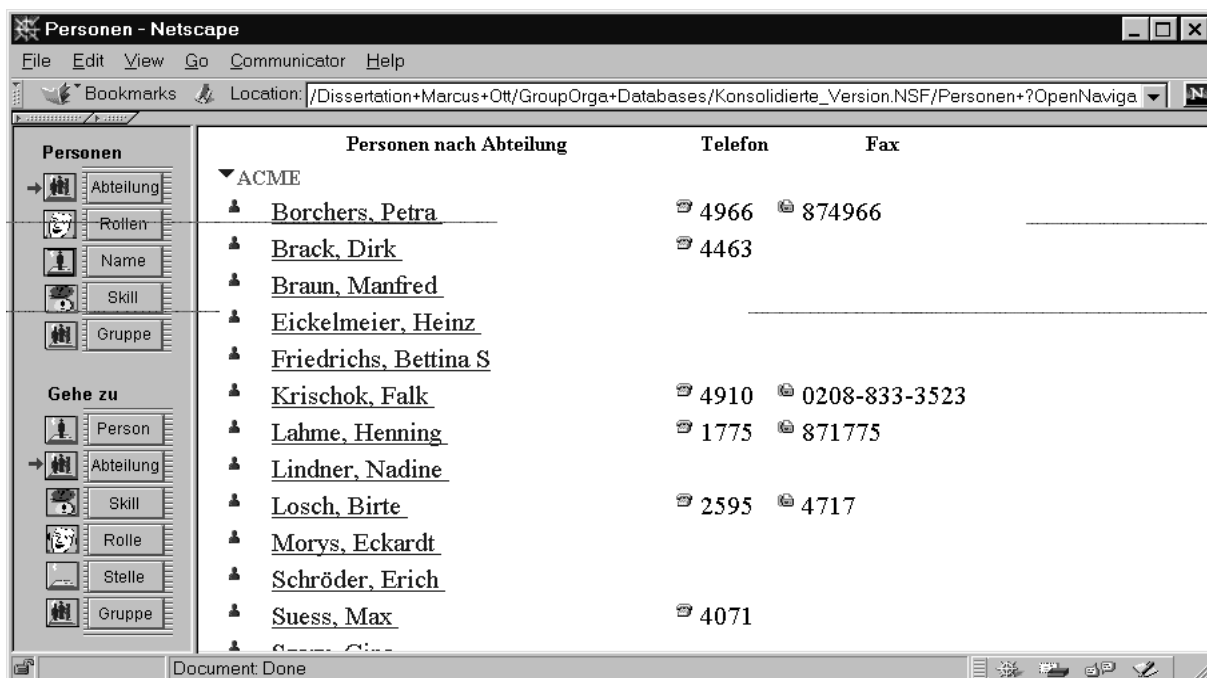 Personen - Netscape
File Edit View Go Communicator Help
Bookmarks Location: /Dissertation+Marcus+Ott/GroupOrga+Databases/Konsolidierte_Version.NSF/Personen+?OpenNaviga N
Personen
Abteilung
Rollen
Name
Skill
Gruppe
Gehe zu
Person
Abteilung
Skill
Rolle
Stelle
Gruppe
Personen nach Abteilung Telefon Fax
ACME
Borchers, Petra 4966 874966
Brack, Dirk 4463
Braun, Manfred
Eickelmeier, Heinz
Friedrichs, Bettina S
Krischok, Falk 4910 0208-833-3523
Lahme, Henning 1775 871775
Lindner, Nadine
Losch, Birte 2595 4717
Morys, Eckardt
Schröder, Erich
Suess, Max 4071
Document: Done